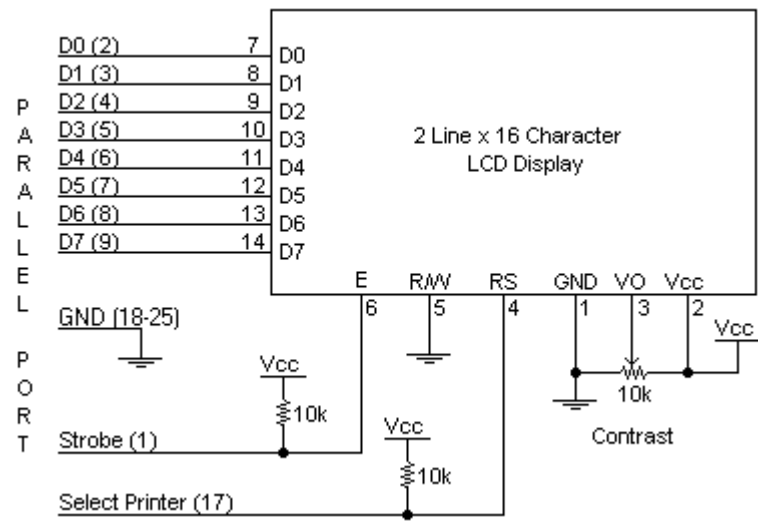 PARALLEL PORT
D0 (2) 7 D0
D1 (3) 8 D1
D2 (4) 9 D2
D3 (5) 10 D3
D4 (6) 11 D4
D5 (7) 12 D5
D6 (8) 13 D6
D7 (9) 14 D7
2 Line x 16 Character
LCD Display
E R/W RS GND VO Vcc
6 5 4 1 3 2
GND (18-25)
Vcc
Vcc
10k
10k
Contrast
Strobe (1)
Vcc
10k
Select Printer (17)